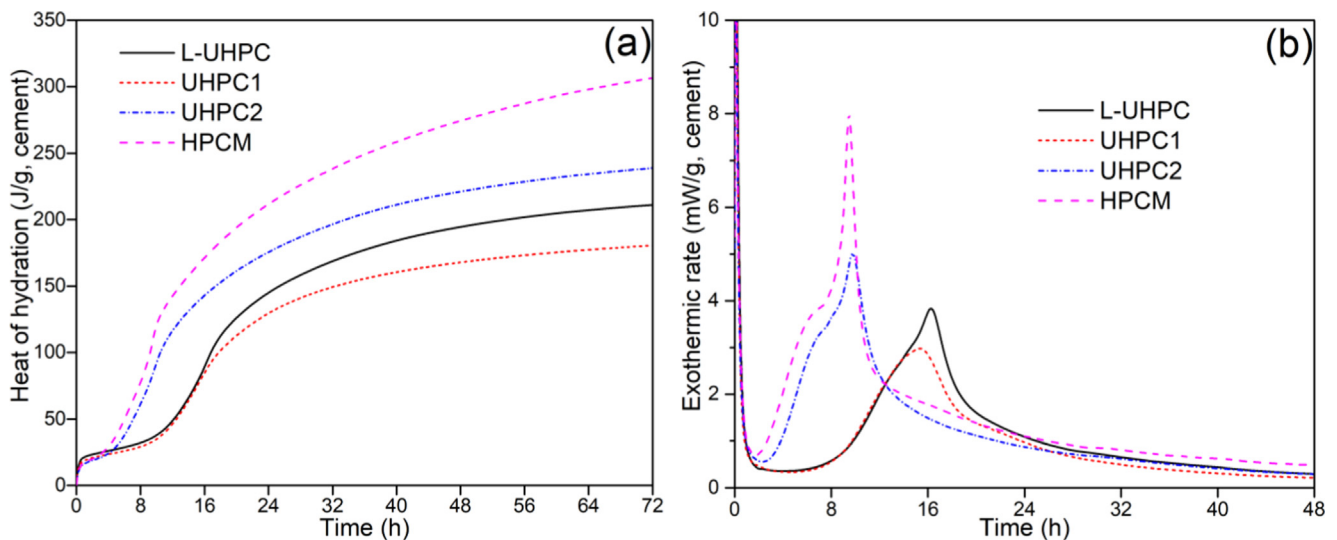 (a)
L-UHPC
UHPC1
UHPC2
HPCM
Heat of hydration (J/g, cement)
350
300
250
200
150
100
50
0
0 8 16 24 32 40 48 56 64 72
Time (h)
(b)
L-UHPC
UHPC1
UHPC2
HPCM
Exothermic rate (mW/g, cement)
10
8
6
4
2
0
0 8 16 24 32 40 48
Time (h)